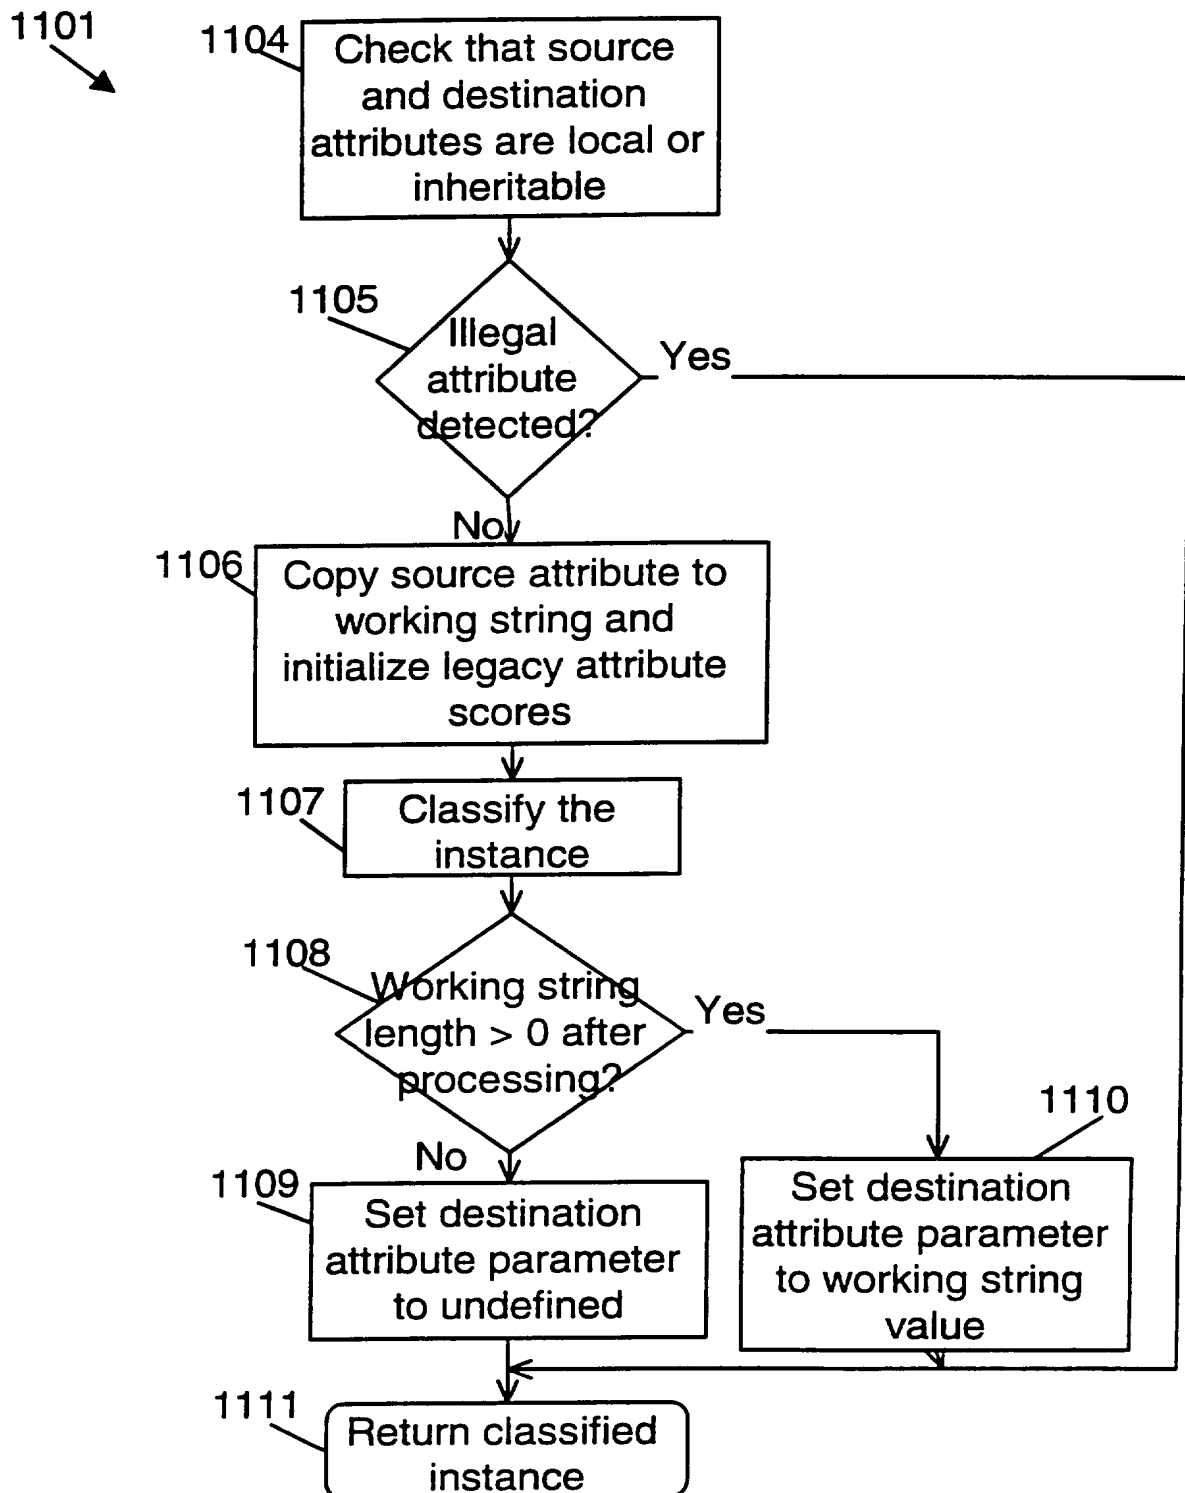 1101
1104
Check that source
and destination
attributes are local or
inheritable
1105
Illegal
attribute
detected?
Yes
No
1106
Copy source attribute to
working string and
initialize legacy attribute
scores
1107
Classify the
instance
1108
Working string
length > 0 after
processing?
Yes
No
1109
Set destination
attribute parameter
to undefined
1110
Set destination
attribute parameter
to working string
value
1111
Return classified
instance